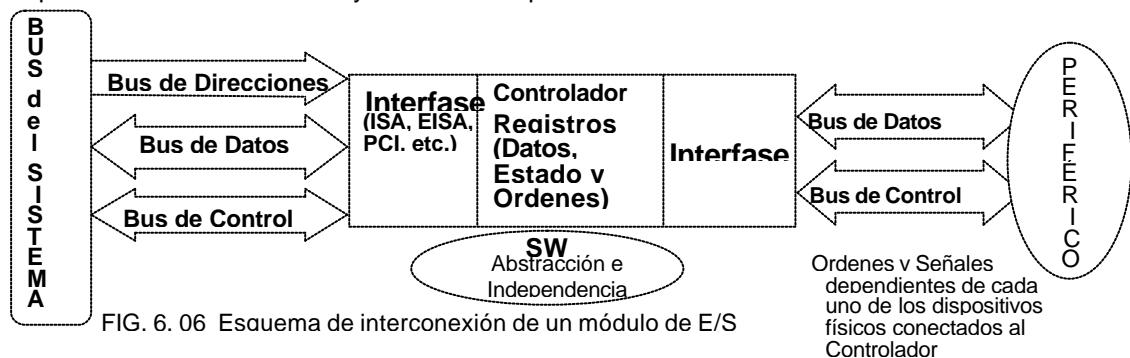 BUS del SISTEMA
Bus de Direcciones
Bus de Datos
Bus de Control
Interfase
(ISA, EISA,
PCI. etc.)
Controlador
Registros
(Datos,
Estado y
Ordenes)
Interfase
SW
Abstracción e
Independencia
Bus de Datos
Bus de Control
PERIFÉRICO
Ordenes y Señales
dependientes de cada
uno de los dispositivos
físicos conectados al
Controlador
FIG. 6. 06 Esquema de interconexión de un módulo de E/S